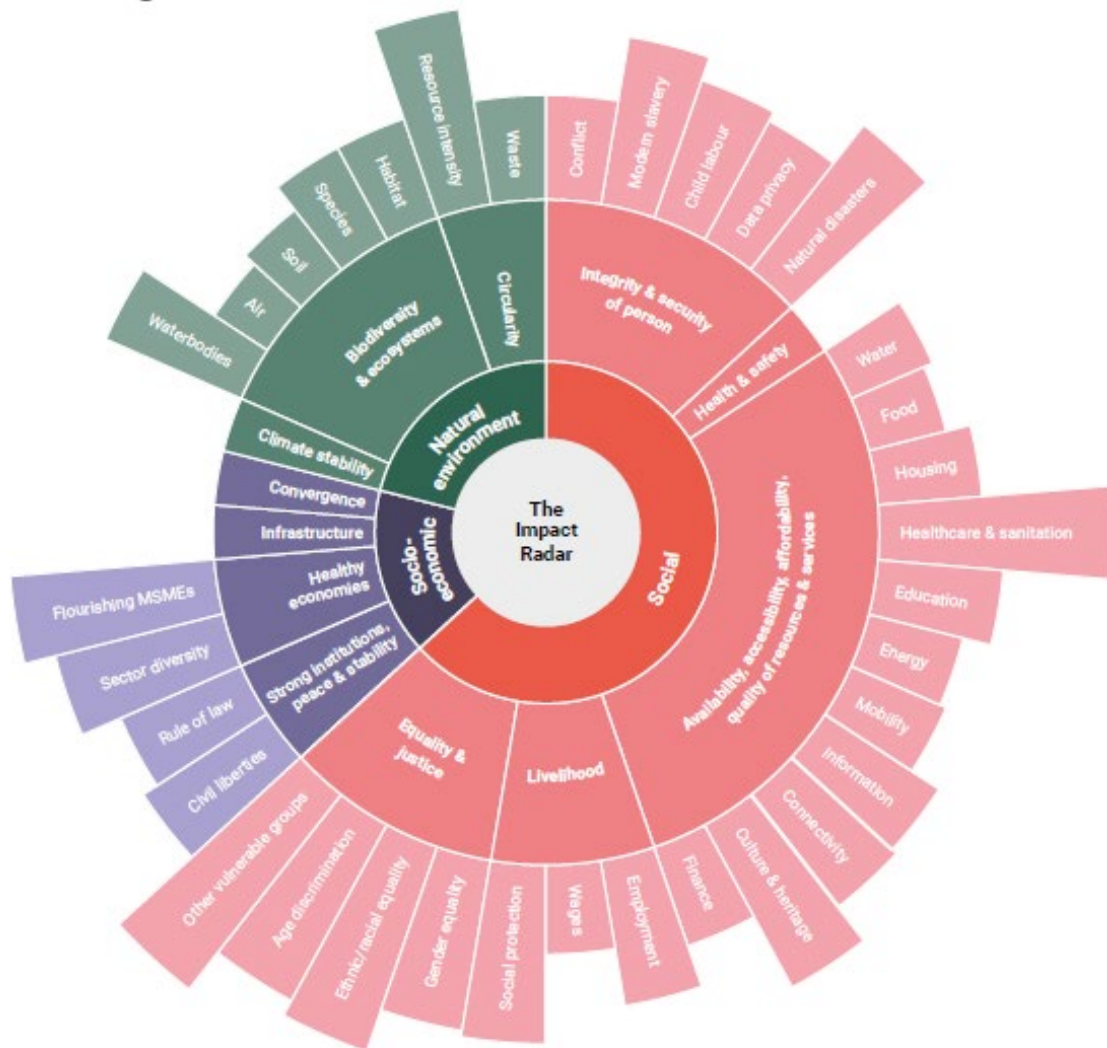 The
Impact
Radar
Social
Integrity & security
of person
Conflict
Modern slavery
Child labour
Data privacy
Natural disasters
Health & safety
Availability, accessibility, affordability,
quality of resources & services
Water
Food
Housing
Healthcare & sanitation
Education
Energy
Mobility
Information
Connectivity
Culture & heritage
Finance
Livelihood
Employment
Wages
Social protection
Equality &
justice
Gender equality
Ethnic/racial equality
Age discrimination
Other vulnerable groups
Socio-
economic
Strong institutions,
peace & stability
Civil liberties
Rule of law
Healthy
economies
Sector diversity
Flourishing MSMEs
Infrastructure
Convergence
Natural
environment
Climate stability
Biodiversity
& ecosystems
Waterbodies
Air
Soil
Species
Habitat
Circularity
Resource intensity
Waste